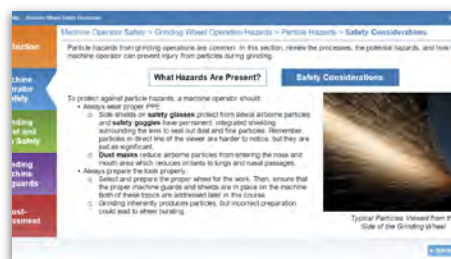 Machine Operator Safety > Grinding Wheel Operation Hazards > Particle Hazards > Safety Considerations
Particle hazards from grinding operations are common. In this section, review the processes, the potential hazards, and how
machine operator can prevent injury from particles during grinding.
What Hazards Are Present?
Safety Considerations
To protect against particle hazards, a machine operator should:
• Always wear proper PPE.
o Side shields on safety glasses protect from lateral airborne particles
and safety goggles have permanent, integrated shielding
surrounding the lens to seal out dust and fine particles. Remember
particles in direct line of the viewer are harder to notice, but they are
just as significant.
o Dust masks reduce airborne particles from entering the nose and
mouth area which reduces irritants to lungs and nasal passages.
• Always prepare the tools properly.
o Select and prepare the proper wheel for the work. Then, ensure that
the proper machine guards and shields are in place on the machine.
Both of these topics are addressed later in this course.
o Grinding inherently produces particles, but incorrect preparation
could lead to wheel bursting.
Typical Particles Viewed from th
Side of the Grinding Wheel